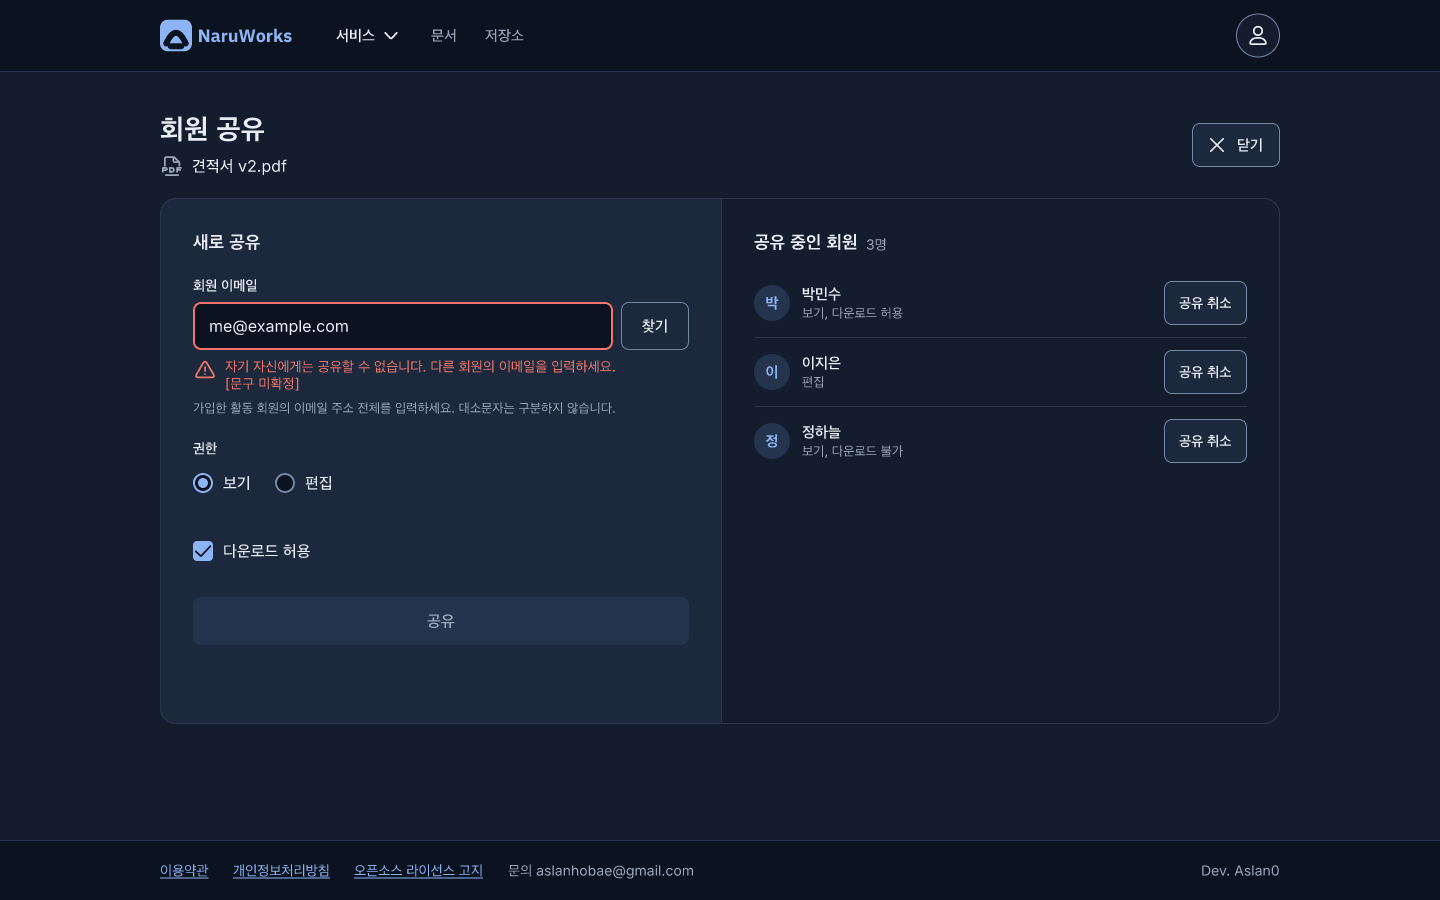 NaruWorks
서비스
문서
저장소
회원 공유
PDF
견적서 v2.pdf
닫기
새로 공유
회원 이메일
me@example.com
찾기
자기 자신에게는 공유할 수 없습니다. 다른 회원의 이메일을 입력하세요.
[문구 미확정]
가입한 활동 회원의 이메일 주소 전체를 입력하세요. 대소문자는 구분하지 않습니다.
권한
보기
편집
다운로드 허용
공유
공유 중인 회원 3명
박
박민수
보기, 다운로드 허용
공유 취소
이
이지은
편집
공유 취소
정
정하늘
보기, 다운로드 불가
공유 취소
이용약관
개인정보처리방침
오픈소스 라이선스 고지
문의 aslanhobae@gmail.com
Dev. Aslan0